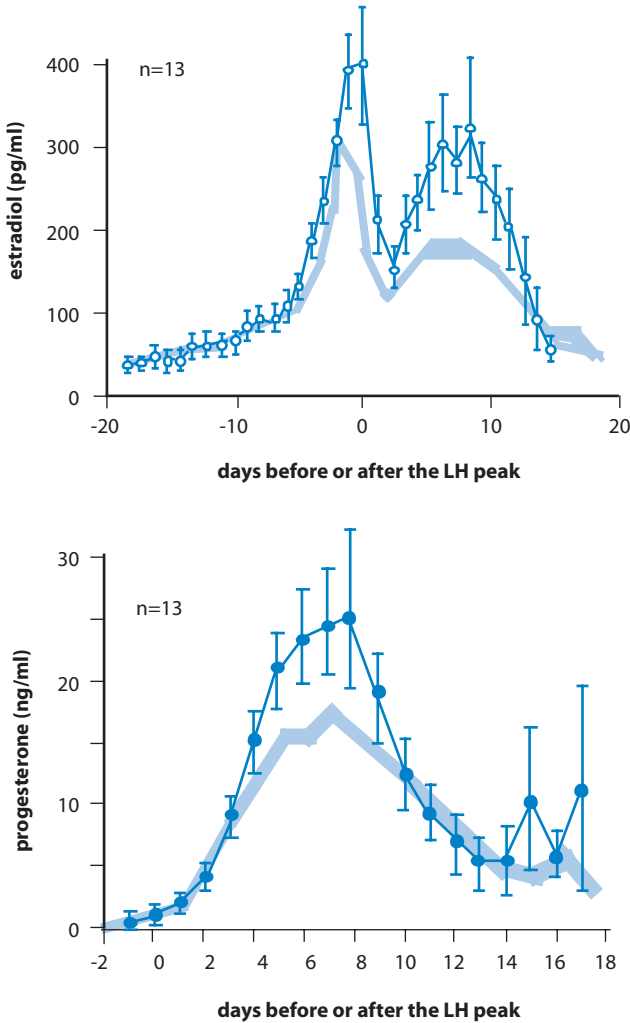 400
n=13
300
200
100
0
estradiol (pg/ml)
-20 -10 0 10 20
days before or after the LH peak
30
n=13
20
10
0
progesterone (ng/ml)
-2 0 2 4 6 8 10 12 14 16 18
days before or after the LH peak